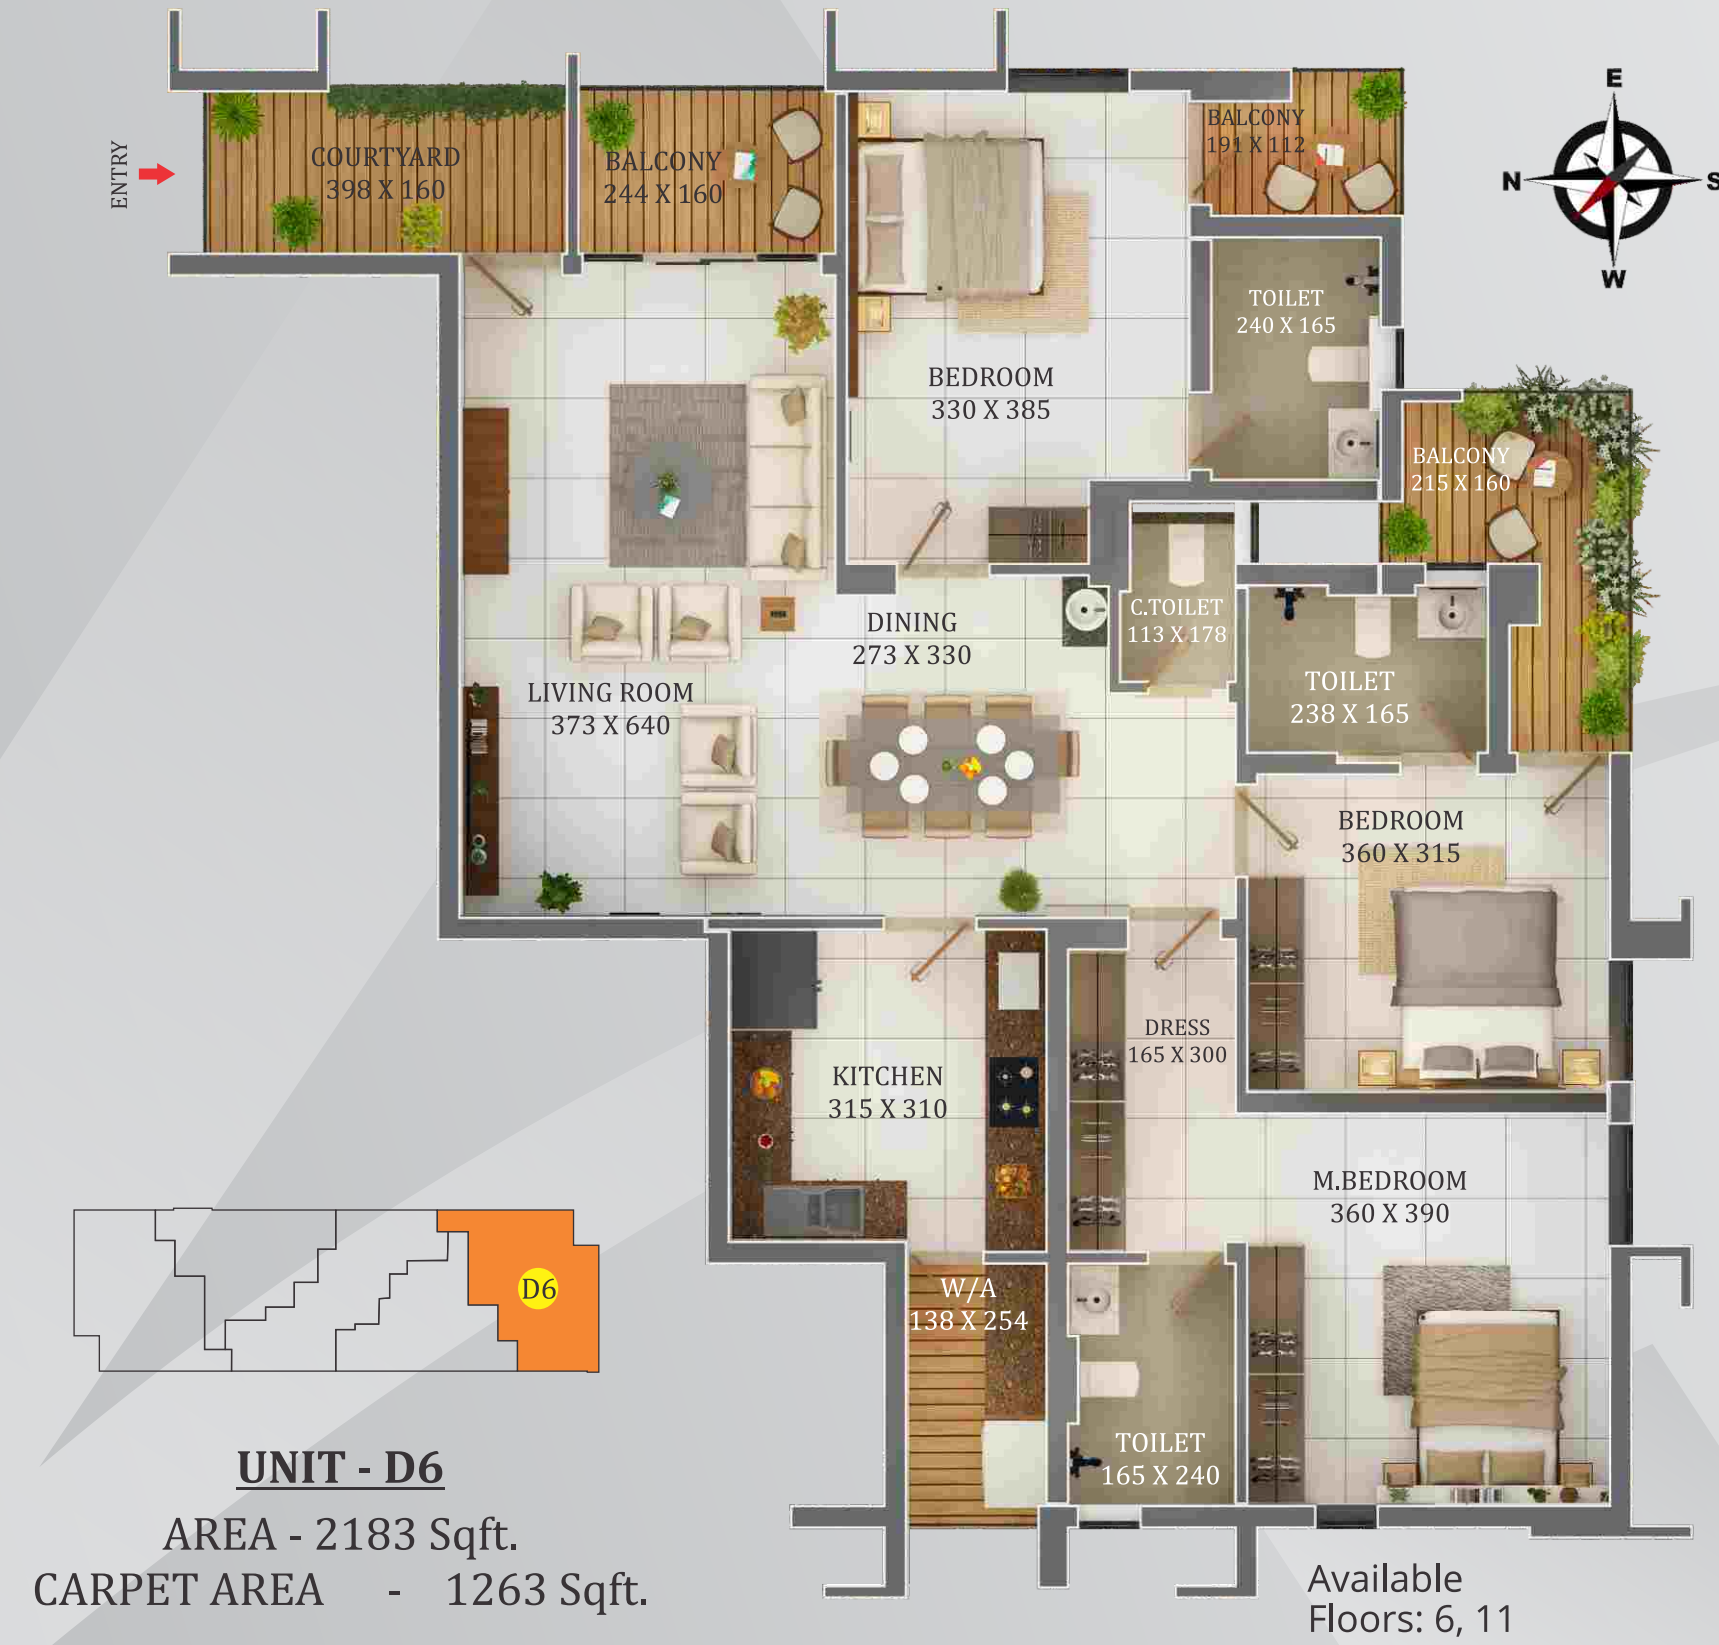 E
N
S
W
ENTRY
COURTYARD
398 X 160
BALCONY
244 X 160
BALCONY
191 X 112
TOILET
240 X 165
BEDROOM
330 X 385
BALCONY
215 X 160
C.TOILET
113 X 178
DINING
273 X 330
LIVING ROOM
373 X 640
TOILET
238 X 165
BEDROOM
360 X 315
DRESS
165 X 300
KITCHEN
315 X 310
M.BEDROOM
360 X 390
W/A
138 X 254
TOILET
165 X 240
D6
UNIT - D6
AREA - 2183 Sqft.
CARPET AREA - 1263 Sqft.
Available
Floors: 6, 11